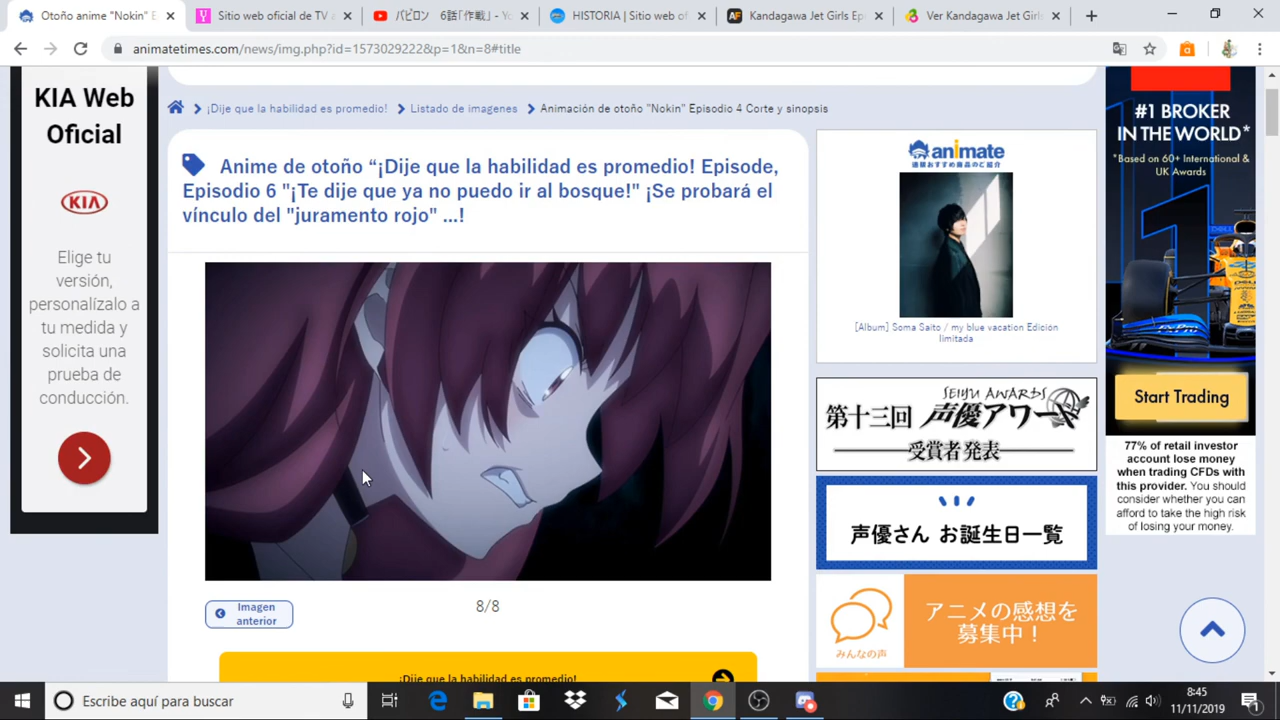 Otoño anime "Nokin" E
Sitio web oficial de TV a
バビロン 6話「作戦」 - Yo
HISTORIA | Sitio web of
Kandagawa Jet Girls Ep
Ver Kandagawa Jet Girls
animatetimes.com/news/img.php?id=1573029222&p=1&n=8#title
KIA Web
Oficial
KIA
Elige tu
versión,
personalízalo a
tu medida y
solicita una
prueba de
conducción.
¡Dije que la habilidad es promedio!
Listado de imagenes
Animación de otoño "Nokin" Episodio 4 Corte y sinopsis
Anime de otoño “¡Dije que la habilidad es promedio! Episode,
Episodio 6 "¡Te dije que ya no puedo ir al bosque!" ¡Se probará el
vínculo del "juramento rojo" ...!
Imagen
anterior
8/8
¡Dije que la habilidad es promedio!
animate
[Album] Soma Saito / my blue vacation Edición
limitada
SEIYU AWARDS
第十三回 声優アワード
受賞者発表
声優さん お誕生日一覧
みんなの声
アニメの感想を
募集中！
#1 BROKER
IN THE WORLD*
*Based on 60+ International &
UK Awards
Start Trading
77% of retail investor
account lose money
when trading CFDs with
this provider. You should
consider whether you can
afford to take the high risk
of losing your money.
Escribe aquí para buscar
8:45
11/11/2019